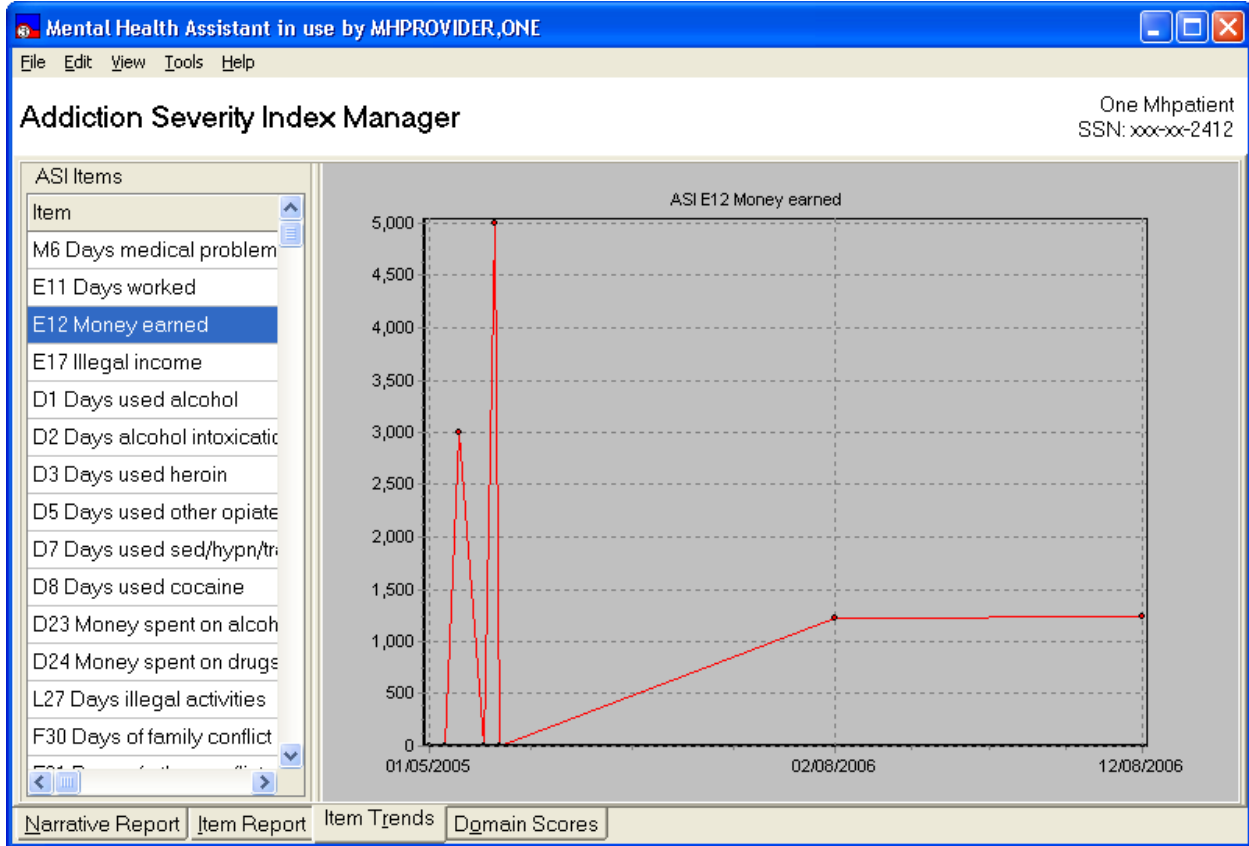 Mental Health Assistant in use by MHPROVIDER,ONE
File Edit View Tools Help
Addiction Severity Index Manager
One Mhpatient
SSN: xxx-xx-2412
ASI Items
Item
M6 Days medical problem
E11 Days worked
E12 Money earned
E17 Illegal income
D1 Days used alcohol
D2 Days alcohol intoxicatic
D3 Days used heroin
D5 Days used other opiate
D7 Days used sed/hypn/tra
D8 Days used cocaine
D23 Money spent on alcoh
D24 Money spent on drugs
L27 Days illegal activities
F30 Days of family conflict
ASI E12 Money earned
5,000
4,500
4,000
3,500
3,000
2,500
2,000
1,500
1,000
500
0
01/05/2005 02/08/2006 12/08/2006
Narrative Report Item Report Item Trends Domain Scores